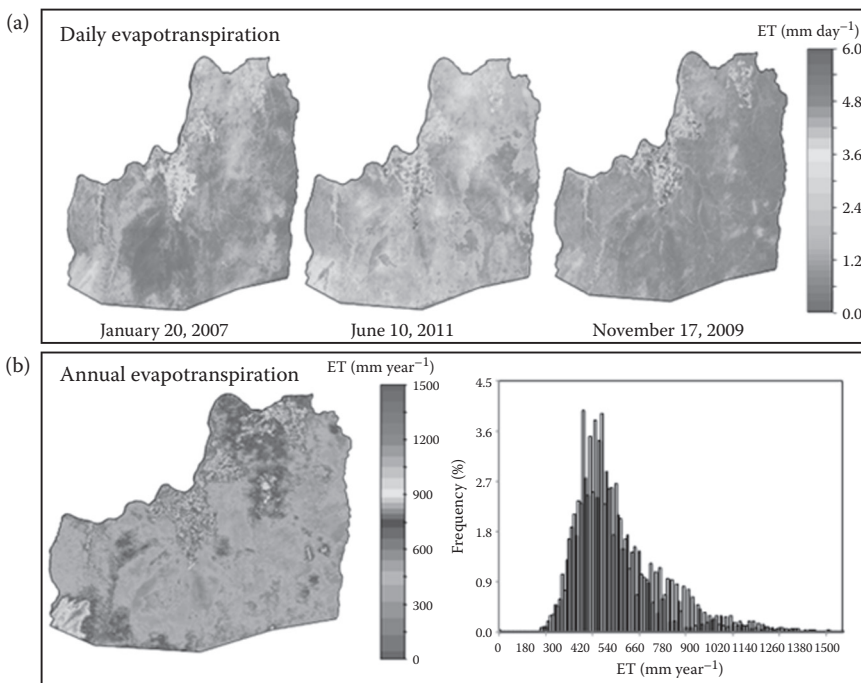 (a)
Daily evapotranspiration
ET (mm day⁻¹)
6.0
4.8
3.6
2.4
1.2
0.0
January 20, 2007
June 10, 2011
November 17, 2009
(b)
Annual evapotranspiration
ET (mm year⁻¹)
1500
1200
900
600
300
0
Frequency (%)
4.5
3.6
2.7
1.8
0.9
0.0
0 180 300 420 540 660 780 900 1020 1140 1260 1380 1500
ET (mm year⁻¹)